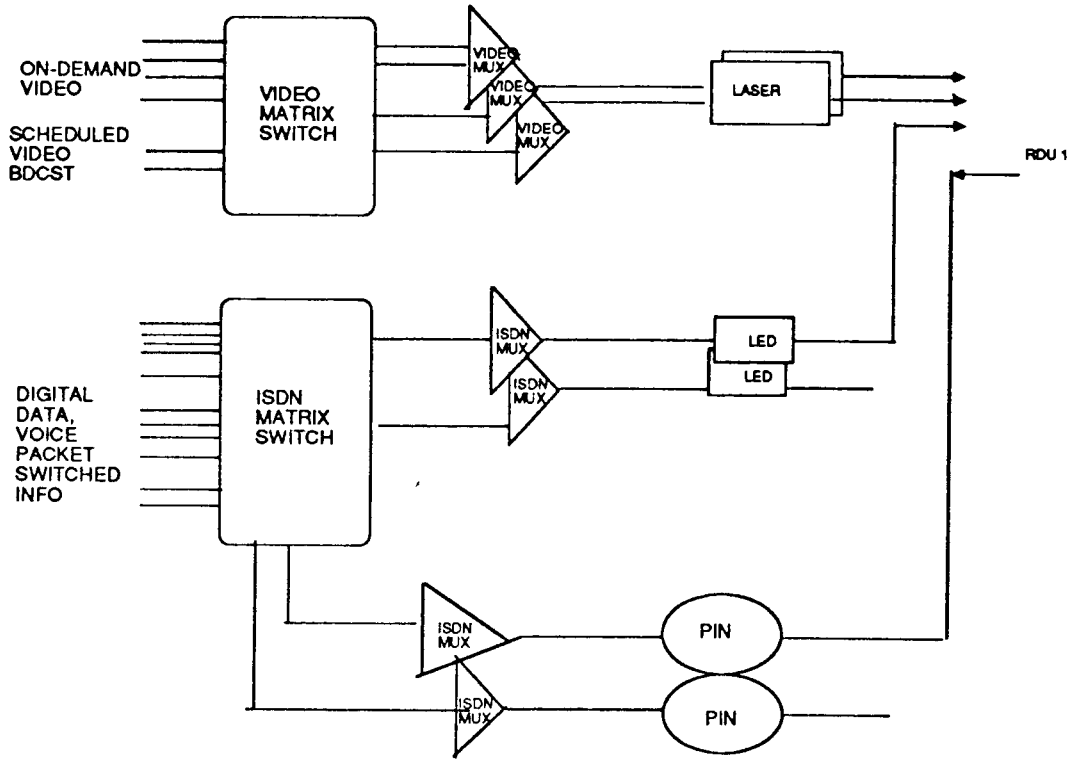 ON-DEMAND
VIDEO
SCHEDULED
VIDEO
BDCST
VIDEO
MATRIX
SWITCH
VIDEO
MUX
VIDEO
MUX
VIDEO
MUX
LASER
RDU 1
DIGITAL
DATA,
VOICE
PACKET
SWITCHED
INFO
ISDN
MATRIX
SWITCH
ISDN
MUX
ISDN
MUX
LED
LED
ISDN
MUX
ISDN
MUX
PIN
PIN